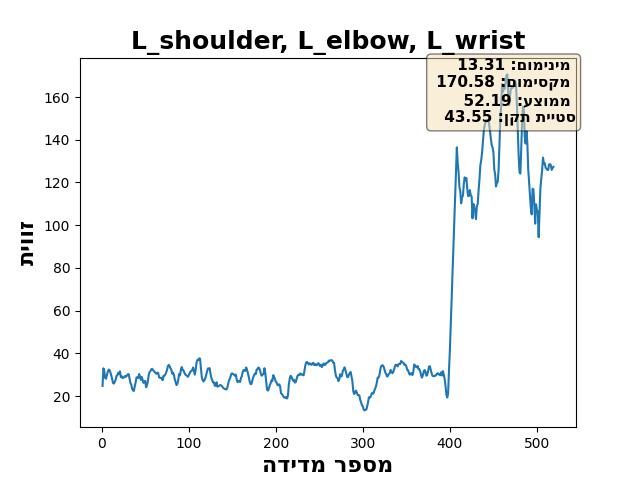 L_shoulder, L_elbow, L_wrist
מינימום: 13.31
מקסימום: 170.58
ממוצע: 52.19
סטיית תקן: 43.55
זווית
160
140
120
100
80
60
40
20
0 100 200 300 400 500
מספר מדידה